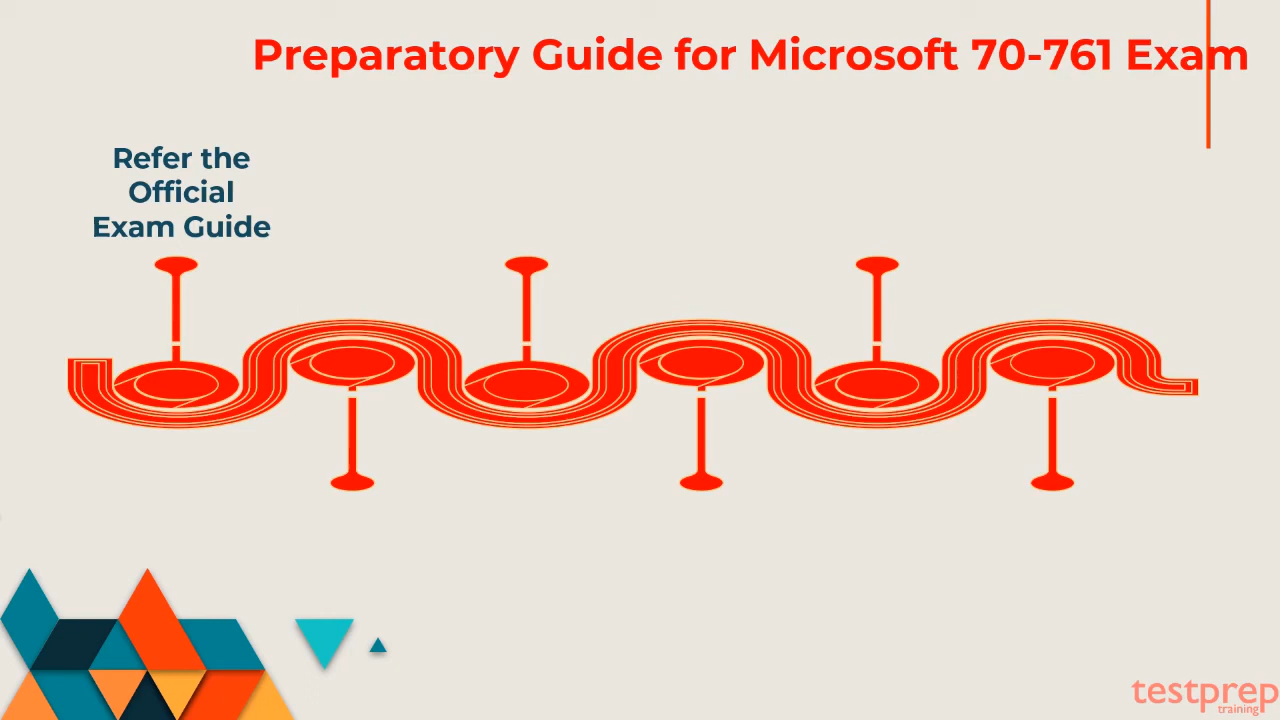 Preparatory Guide for Microsoft 70-761 Exam
Refer the
Official
Exam Guide
testprep
training